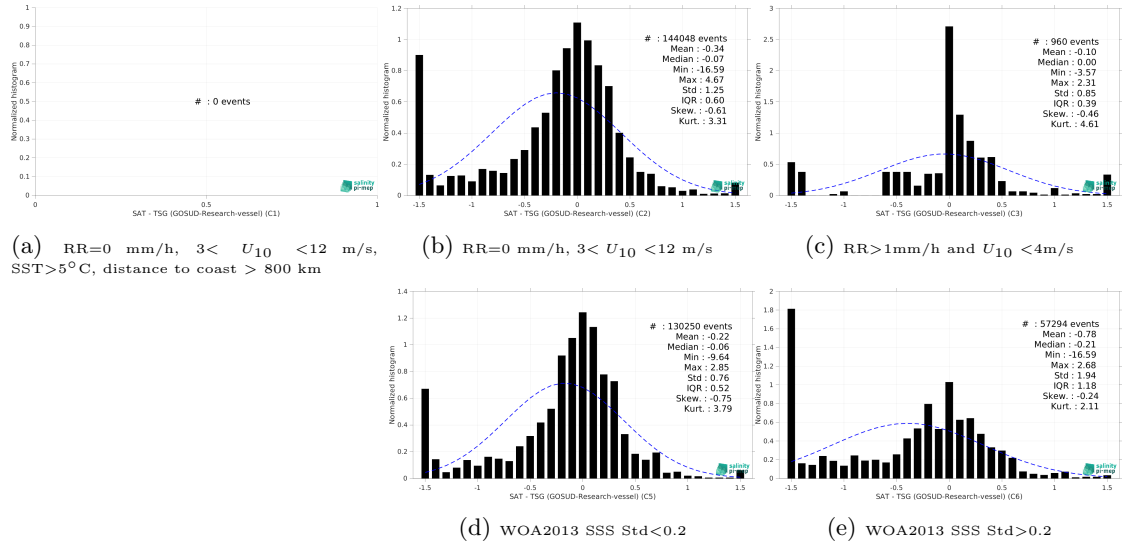 1
0.9
0.8
0.7
0.6
0.5
0.4
0.3
0.2
0.1
0
Normalized histogram
# : 0 events
salinity
pi-mep
0 0.5 1
SAT - TSG (GOSUD-Research-vessel) (C1)
(a) RR=0 mm/h, 3< U10 <12 m/s,
SST>5°C, distance to coast > 800 km
1.2
1
0.8
0.6
0.4
0.2
0
Normalized histogram
# : 144048 events
Mean : -0.34
Median : -0.07
Min : -16.59
Max : 4.67
Std : 1.25
IQR : 0.60
Skew. : -0.61
Kurt. : 3.31
salinity
pi-mep
-1.5 -1 -0.5 0 0.5 1 1.5
SAT - TSG (GOSUD-Research-vessel) (C2)
(b) RR=0 mm/h, 3< U10 <12 m/s
3
2.5
2
1.5
1
0.5
0
Normalized histogram
# : 960 events
Mean : -0.10
Median : 0.00
Min : -3.57
Max : 2.31
Std : 0.85
IQR : 0.39
Skew. : -0.46
Kurt. : 4.61
salinity
pi-mep
-1.5 -1 -0.5 0 0.5 1 1.5
SAT - TSG (GOSUD-Research-vessel) (C3)
(c) RR>1mm/h and U10 <4m/s
1.4
1.2
1
0.8
0.6
0.4
0.2
0
Normalized histogram
# : 130250 events
Mean : -0.22
Median : -0.06
Min : -9.64
Max : 2.85
Std : 0.76
IQR : 0.52
Skew. : -0.75
Kurt. : 3.79
salinity
pi-mep
-1.5 -1 -0.5 0 0.5 1 1.5
SAT - TSG (GOSUD-Research-vessel) (C5)
(d) WOA2013 SSS Std<0.2
2
1.8
1.6
1.4
1.2
1
0.8
0.6
0.4
0.2
0
Normalized histogram
# : 57294 events
Mean : -0.78
Median : -0.21
Min : -16.59
Max : 2.68
Std : 1.94
IQR : 1.18
Skew. : -0.24
Kurt. : 2.11
salinity
pi-mep
-1.5 -1 -0.5 0 0.5 1 1.5
SAT - TSG (GOSUD-Research-vessel) (C6)
(e) WOA2013 SSS Std>0.2